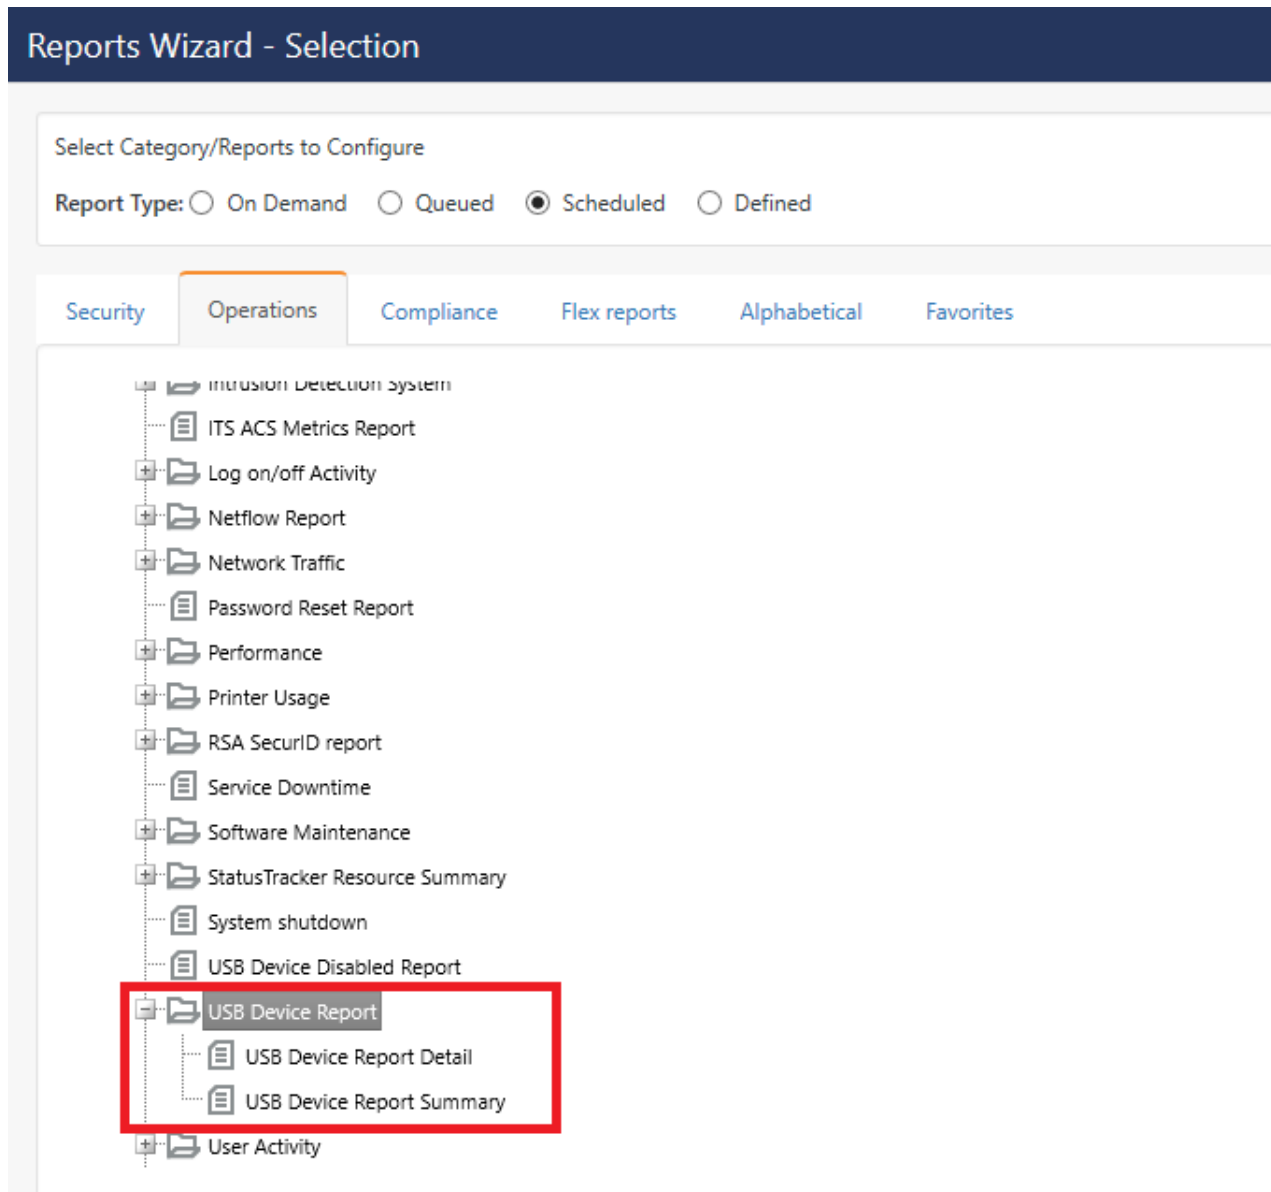 Reports Wizard - Selection
Select Category/Reports to Configure
Report Type: On Demand Queued Scheduled Defined
Security Operations Compliance Flex reports Alphabetical Favorites
Intrusion Detection System
ITS ACS Metrics Report
Log on/off Activity
Netflow Report
Network Traffic
Password Reset Report
Performance
Printer Usage
RSA SecurID report
Service Downtime
Software Maintenance
StatusTracker Resource Summary
System shutdown
USB Device Disabled Report
USB Device Report
USB Device Report Detail
USB Device Report Summary
User Activity